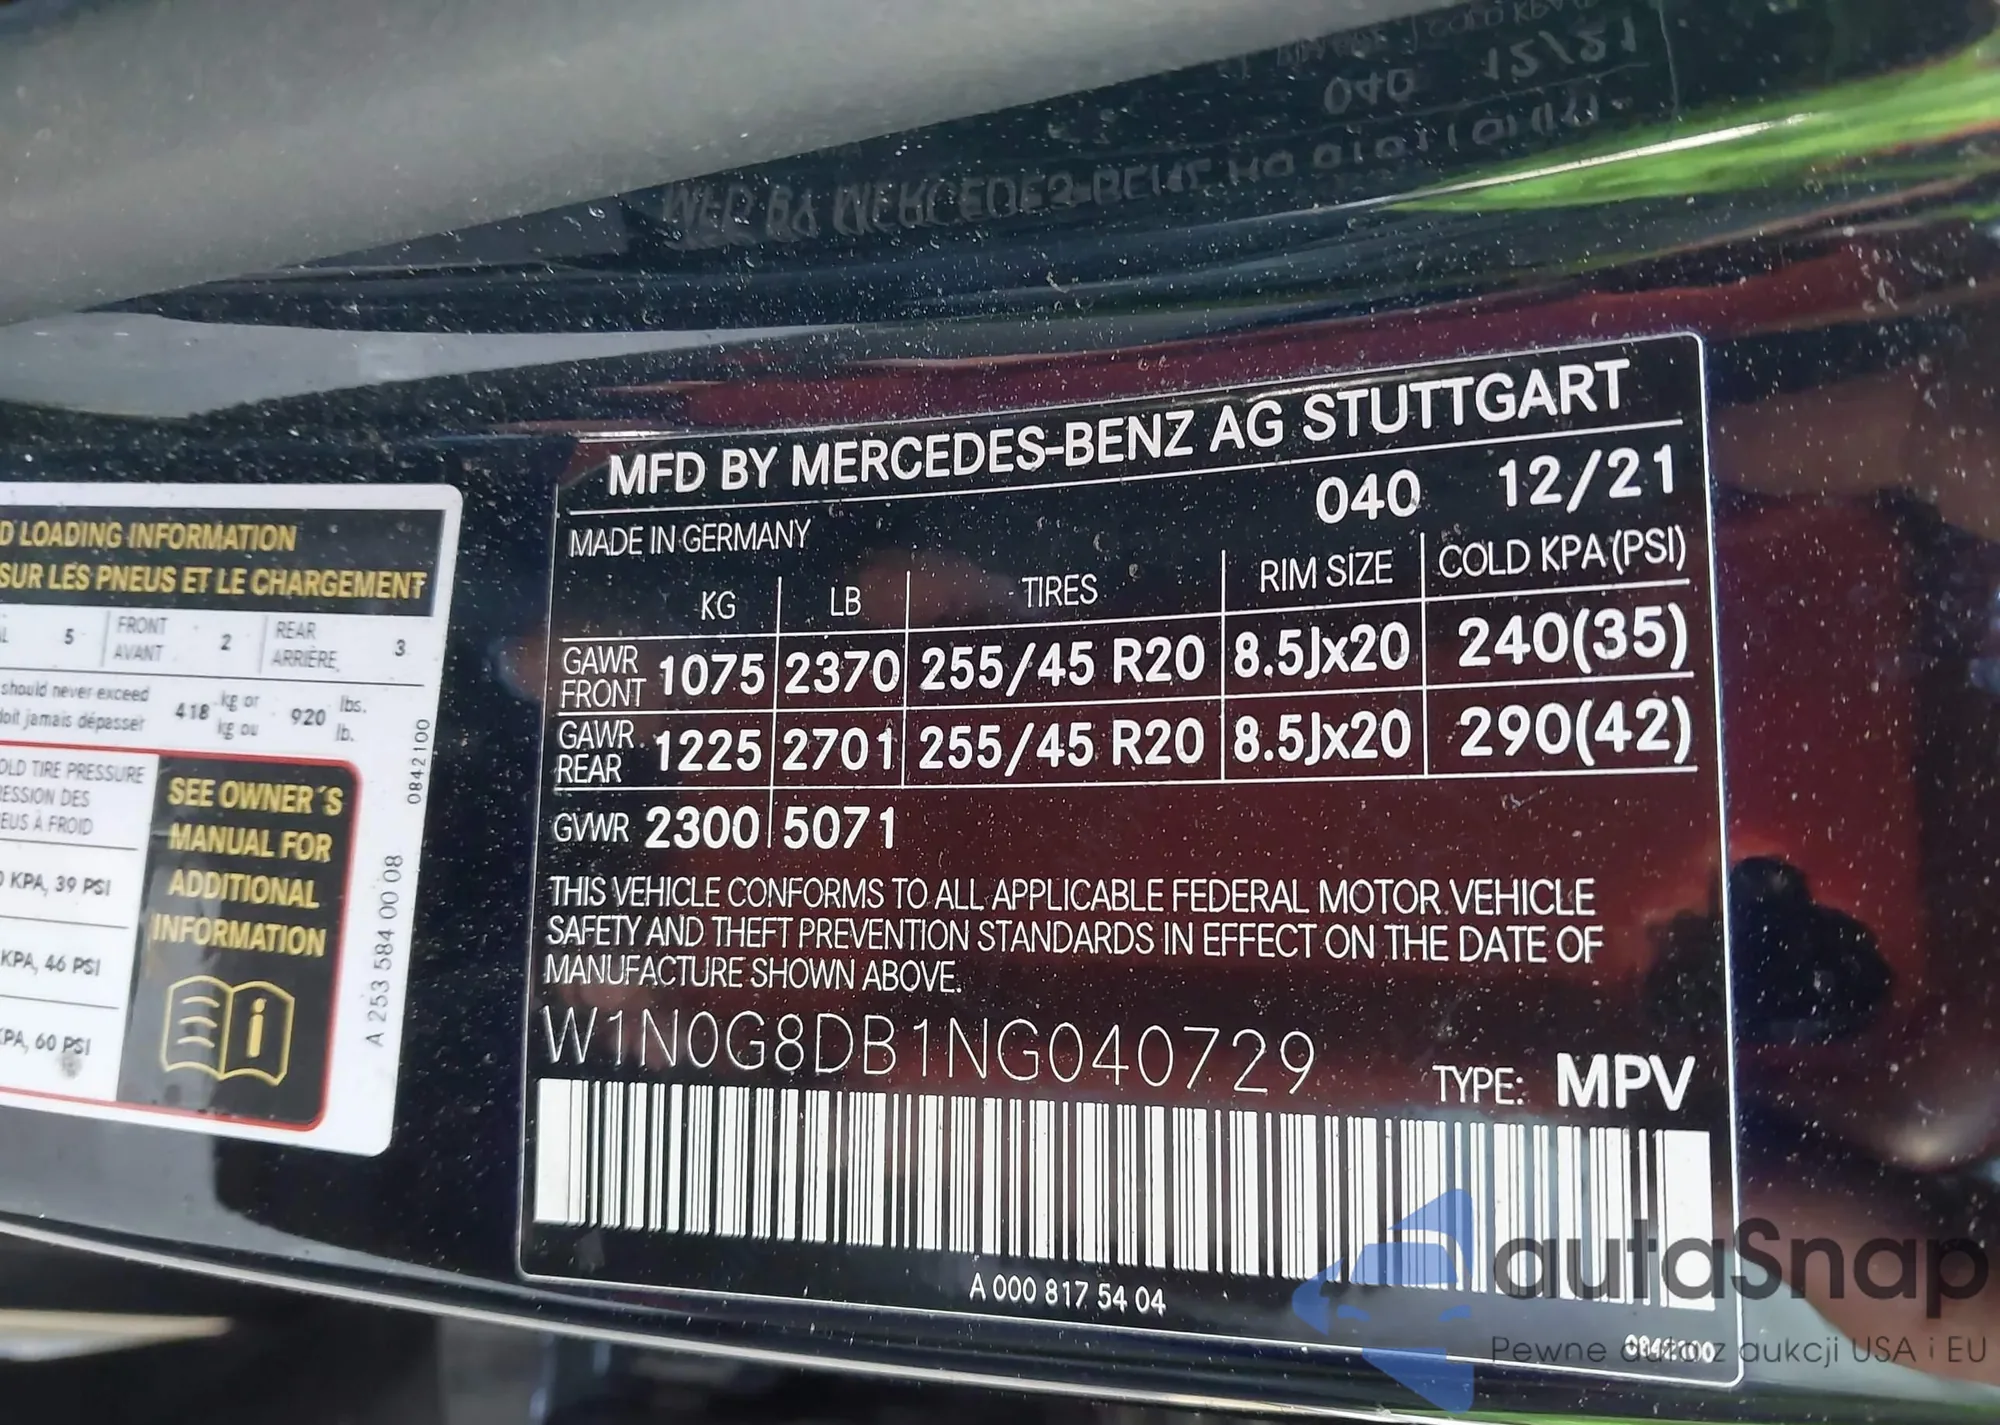 040 12/21
D LOADING INFORMATION
SUR LES PNEUS ET LE CHARGEMENT
L 5 FRONT AVANT 2 REAR ARRIÈRE 3
should never exceed
doit jamais dépasser
418 kg or kg ou 920 lbs. lb.
OLD TIRE PRESSURE
ESSION DES
EUS À FROID
0 KPA, 39 PSI
KPA, 46 PSI
KPA, 60 PSI
SEE OWNER'S
MANUAL FOR
ADDITIONAL
INFORMATION
A 253 584 00 08 0842100
MFD BY MERCEDES-BENZ AG STUTTGART
040 12/21
MADE IN GERMANY
KG LB TIRES RIM SIZE COLD KPA(PSI)
GAWR FRONT 1075 2370 255/45 R20 8.5Jx20 240(35)
GAWR REAR 1225 2701 255/45 R20 8.5Jx20 290(42)
GVWR 2300 5071
THIS VEHICLE CONFORMS TO ALL APPLICABLE FEDERAL MOTOR VEHICLE
SAFETY AND THEFT PREVENTION STANDARDS IN EFFECT ON THE DATE OF
MANUFACTURE SHOWN ABOVE.
W1N0G8DB1NG040729
TYPE: MPV
A 000 817 54 04
autaSnap
Pewne auta z aukcji USA i EU